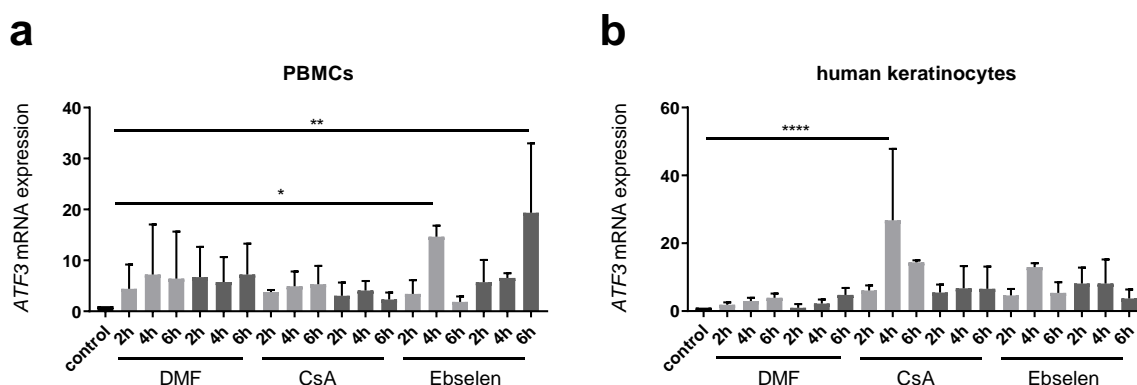 a
PBMCs
ATF3 mRNA expression
40
30
20
10
0
**
*
control
2h 4h 6h 2h 4h 6h 2h 4h 6h 2h 4h 6h 2h 4h 6h 2h 4h 6h
DMF CsA Ebselen
b
human keratinocytes
ATF3 mRNA expression
60
40
20
0
****
control
2h 4h 6h 2h 4h 6h 2h 4h 6h 2h 4h 6h 2h 4h 6h 2h 4h 6h
DMF CsA Ebselen